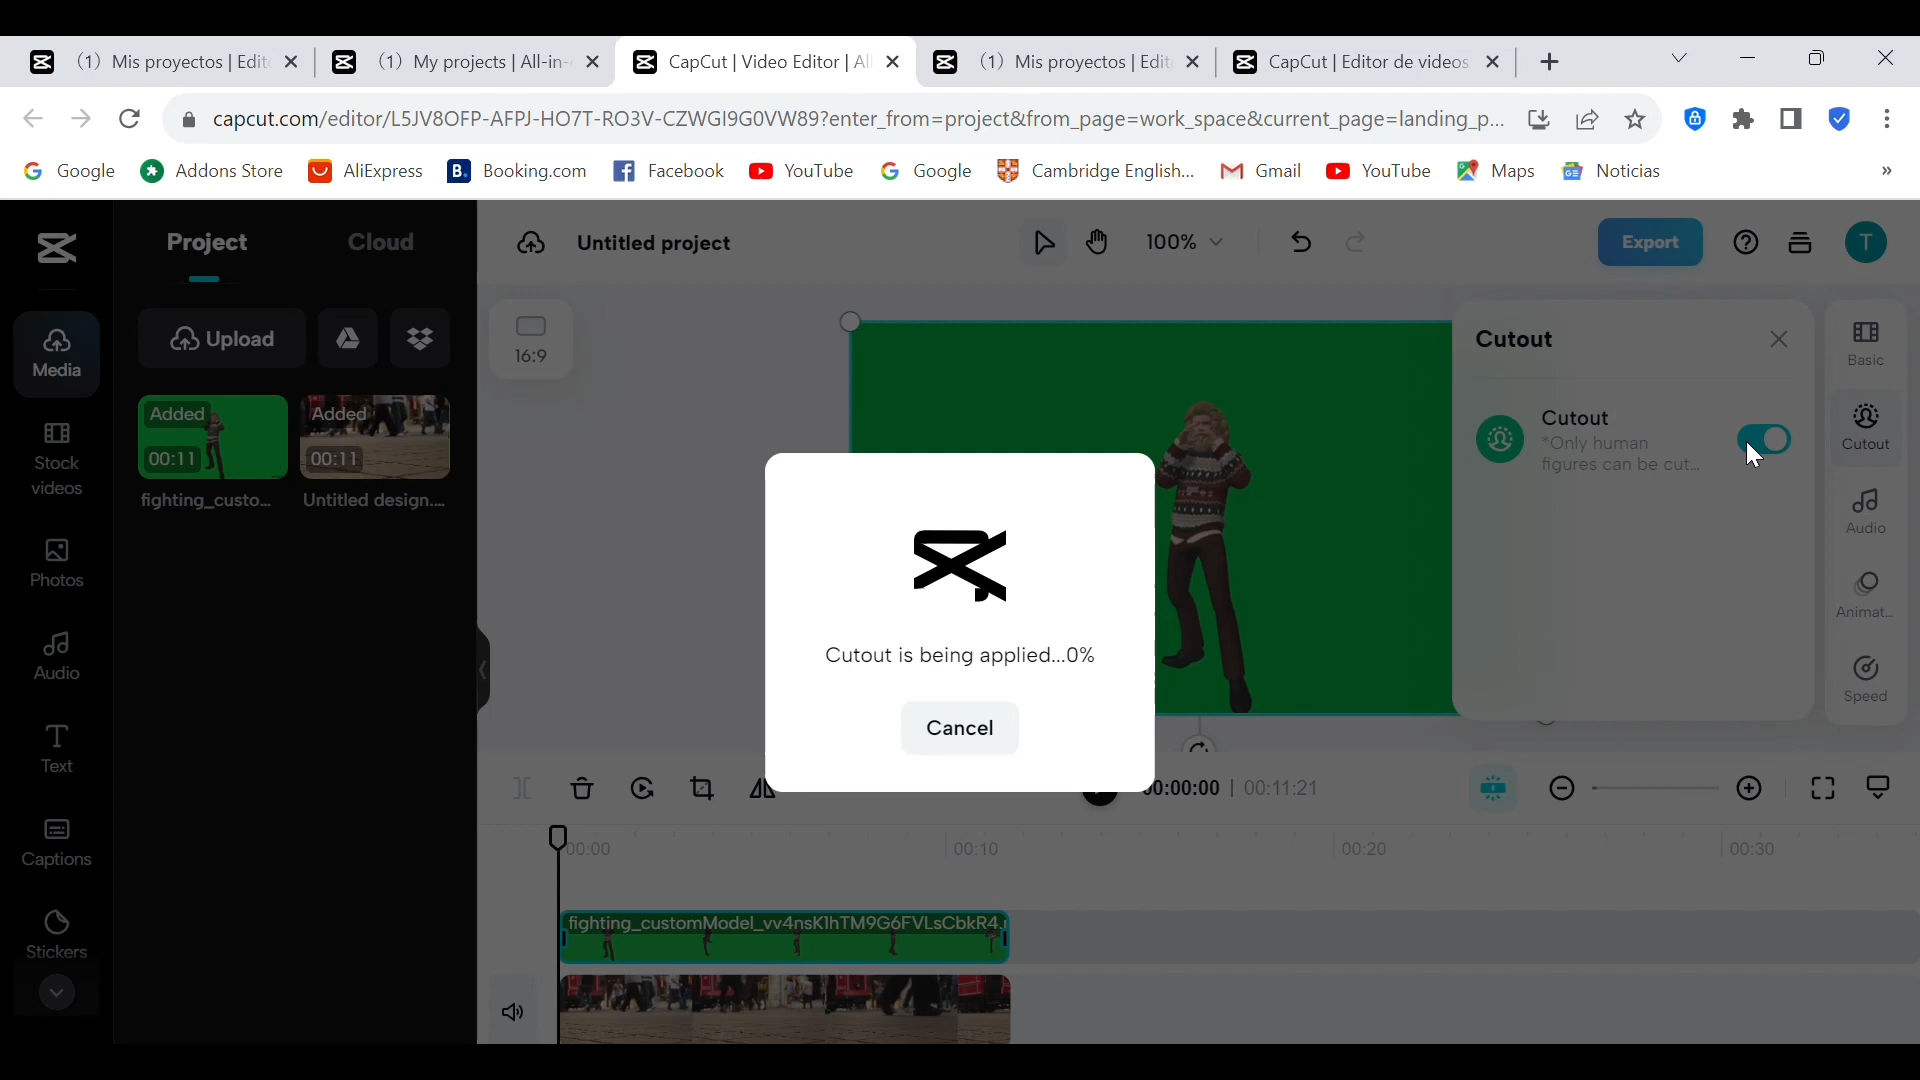 (1) Mis proyectos | Edit
(1) My projects | All-in-
CapCut | Video Editor | Al
(1) Mis proyectos | Edit
CapCut | Editor de videos
capcut.com/editor/L5JV8OFP-AFPJ-HO7T-RO3V-CZWGI9G0VW89?enter_from=project&from_page=work_space&current_page=landing_p...
Google
Addons Store
AliExpress
Booking.com
Facebook
YouTube
Google
Cambridge English...
Gmail
YouTube
Maps
Noticias
»
Project
Cloud
Untitled project
100%
Export
T
Upload
16:9
Cutout
Basic
Media
Added
00:11
Added
00:11
fighting_custo...
Untitled design....
Cutout
*Only human
figures can be cut...
Cutout
Stock
videos
Audio
Photos
Animat...
Audio
Cutout is being applied...0%
Speed
Text
Cancel
00:00:00 | 00:11:21
Captions
00:00
00:10
00:20
00:30
Stickers
fighting_customModel_vv4nsKlhTM9G6FVLsCbkR4.